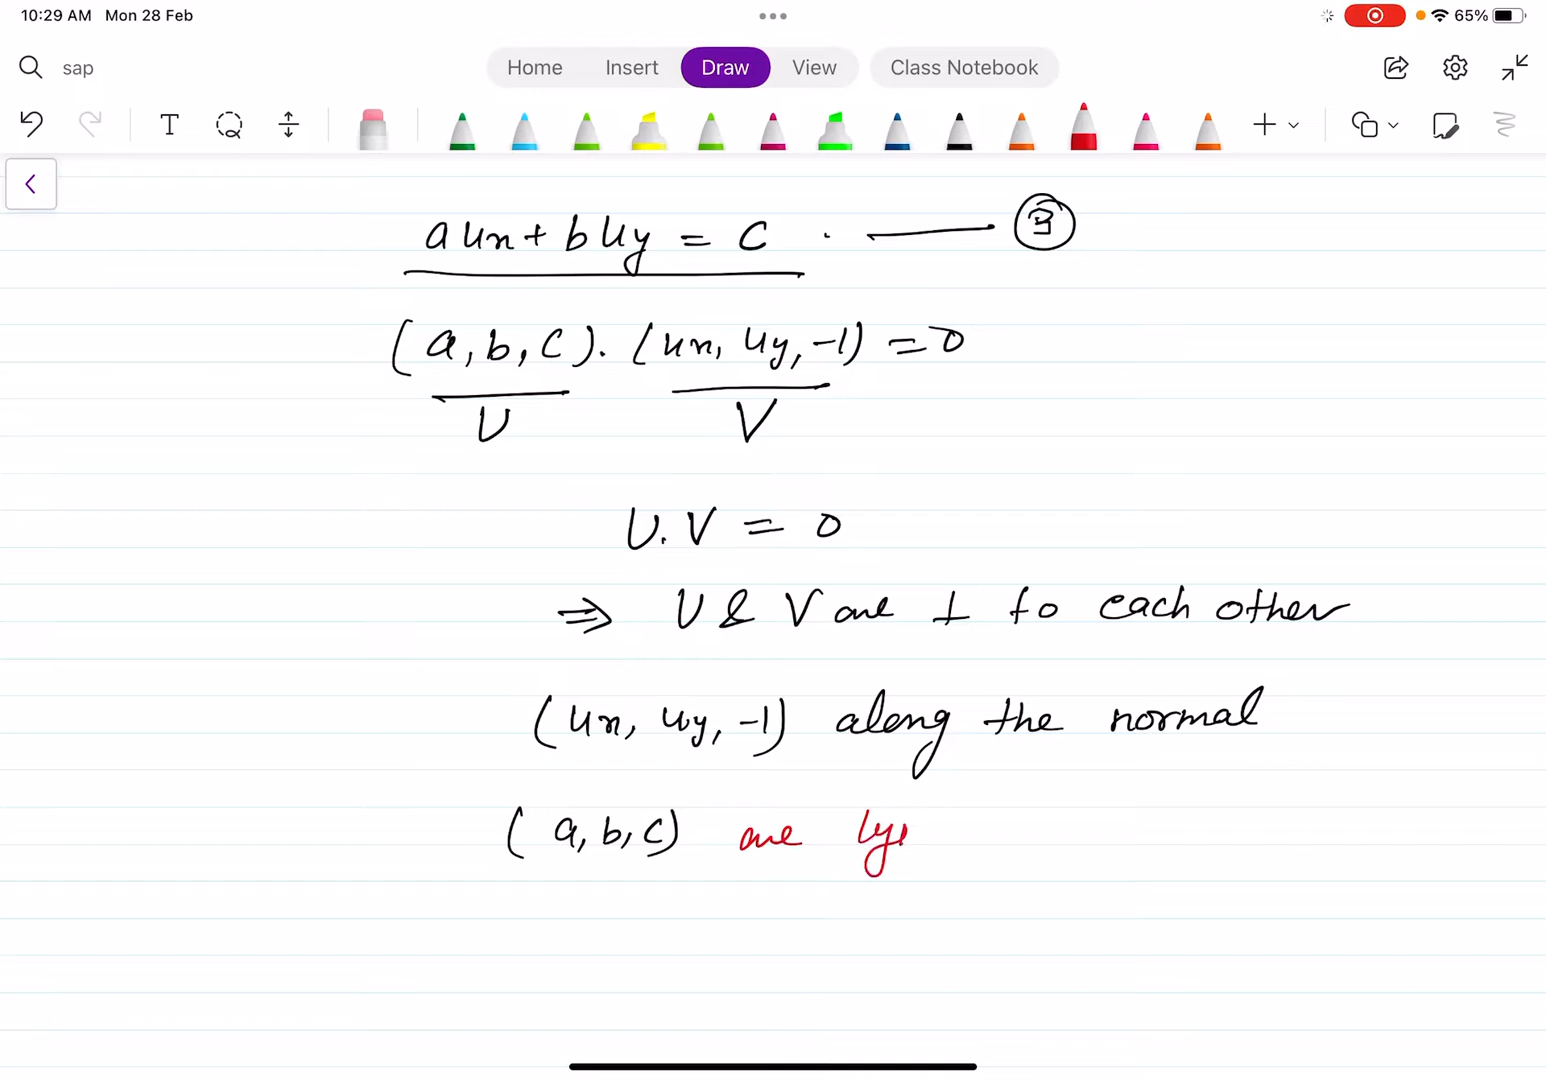 10:29 AM Mon 28 Feb
65%
sap
Home Insert Draw View Class Notebook
T
a ux + b uy = c . —— ③
(a, b, c). (ux, uy, -1) = 0
U V
U. V = 0
⇒ U & V are ⊥ to each other
(ux, uy, -1) along the normal
(a, b, c) are lyi